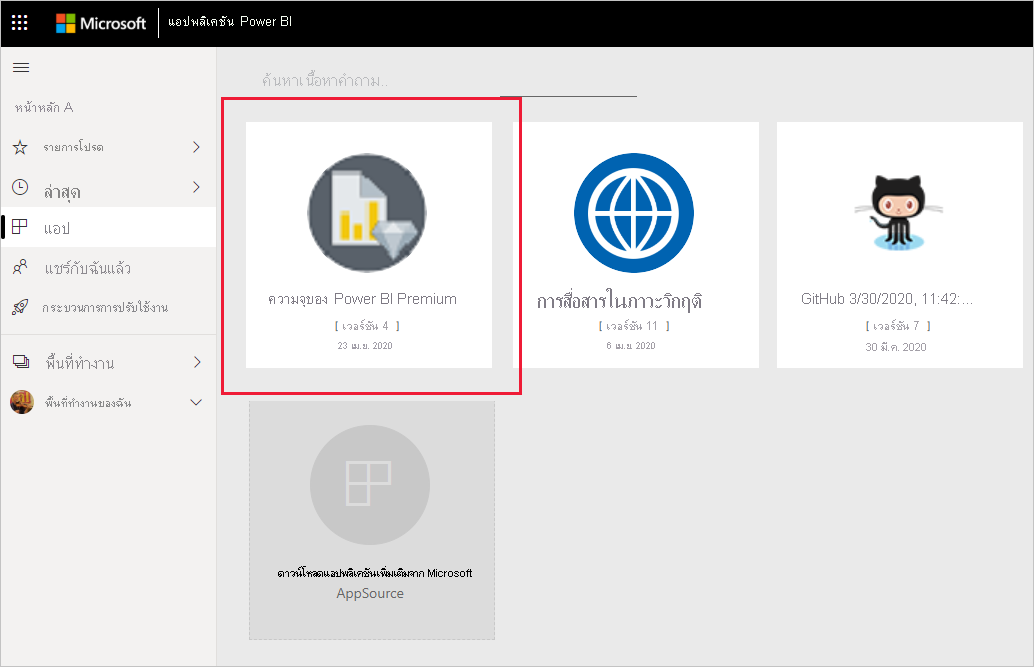 Microsoft แอปพลิเคชัน Power BI
ค้นหาเนื้อหาคำถาม..
หน้าหลัก A
รายการโปรด
ล่าสุด
แอป
แชร์กับฉันแล้ว
กระบวนการการปรับใช้งาน
พื้นที่ทำงาน
พื้นที่ทำงานของฉัน
ความจุของ Power BI Premium
[ เวอร์ชัน 4 ]
23 เม.ย. 2020
การสื่อสารในภาวะวิกฤติ
[ เวอร์ชัน 11 ]
6 เม.ย 2020
GitHub 3/30/2020, 11:42:...
[ เวอร์ชัน 7 ]
30 มี.ค. 2020
ดาวน์โหลดแอปพลิเคชันเพิ่มเติมจาก Microsoft
AppSource